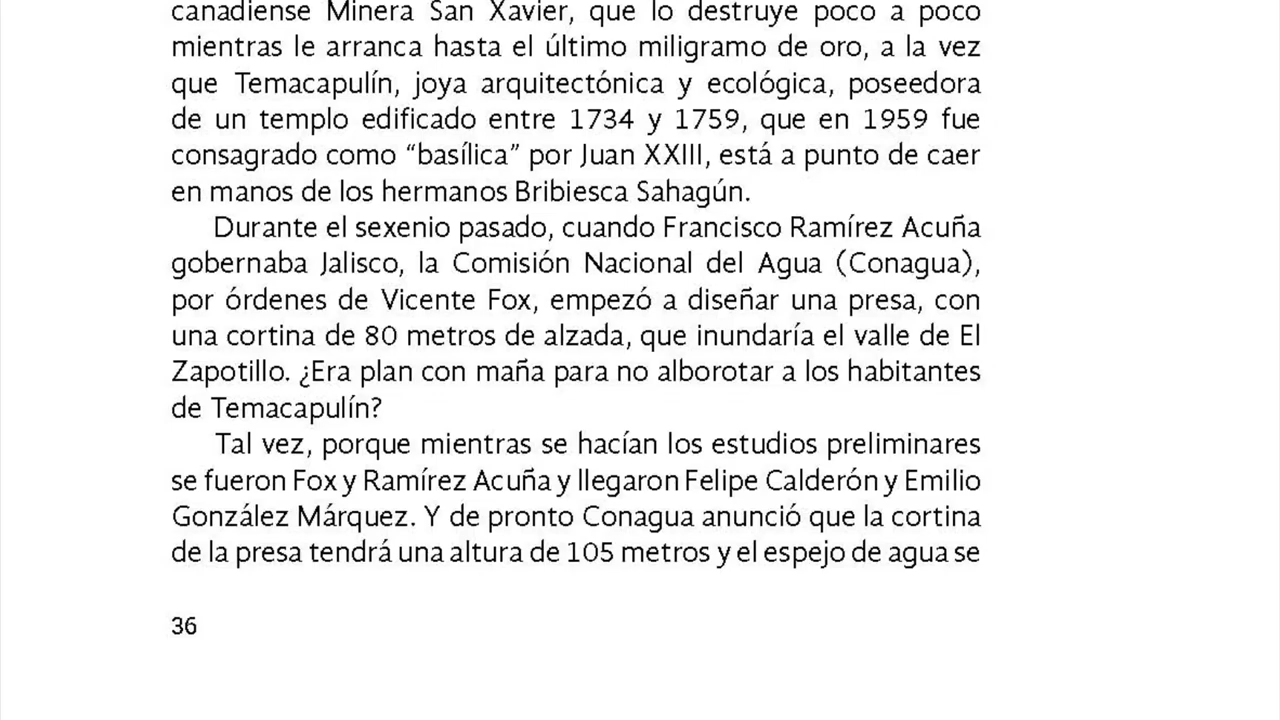 canadiense Minera San Xavier, que lo destruye poco a poco
mientras le arranca hasta el último miligramo de oro, a la vez
que Temacapulín, joya arquitectónica y ecológica, poseedora
de un templo edificado entre 1734 y 1759, que en 1959 fue
consagrado como “basílica” por Juan XXIII, está a punto de caer
en manos de los hermanos Bribiesca Sahagún.
Durante el sexenio pasado, cuando Francisco Ramírez Acuña
gobernaba Jalisco, la Comisión Nacional del Agua (Conagua),
por órdenes de Vicente Fox, empezó a diseñar una presa, con
una cortina de 80 metros de alzada, que inundaría el valle de El
Zapotillo. ¿Era plan con maña para no alborotar a los habitantes
de Temacapulín?
Tal vez, porque mientras se hacían los estudios preliminares
se fueron Fox y Ramírez Acuña y llegaron Felipe Calderón y Emilio
González Márquez. Y de pronto Conagua anunció que la cortina
de la presa tendrá una altura de 105 metros y el espejo de agua se
36